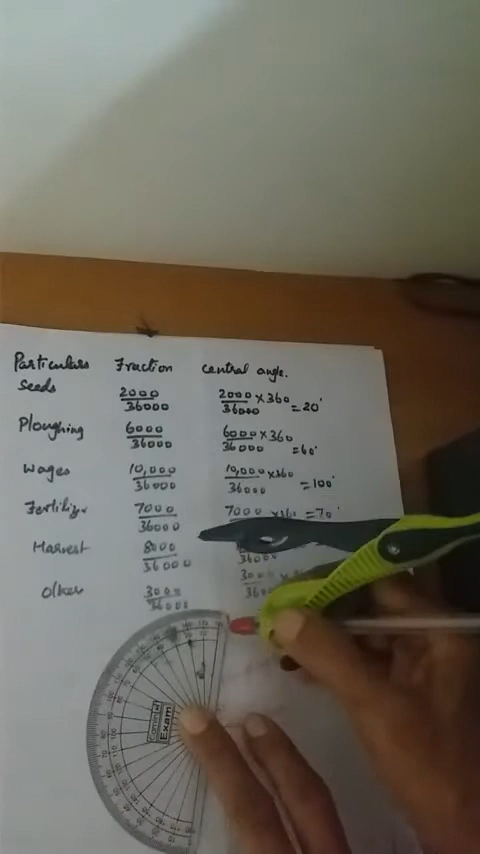 Particulars Fraction central angle.
Seeds 2000/36000 2000/36000 ×360 =20°
Ploughing 6000/36000 6000/36000 ×360 =60°
Wages 10,000/36000 10,000/36000 ×360 =100°
Fertilizer 7000/36000 7000 ×360 =70°
Harvest 8000/36000 36000
Other 3000/36000 3000
Exam